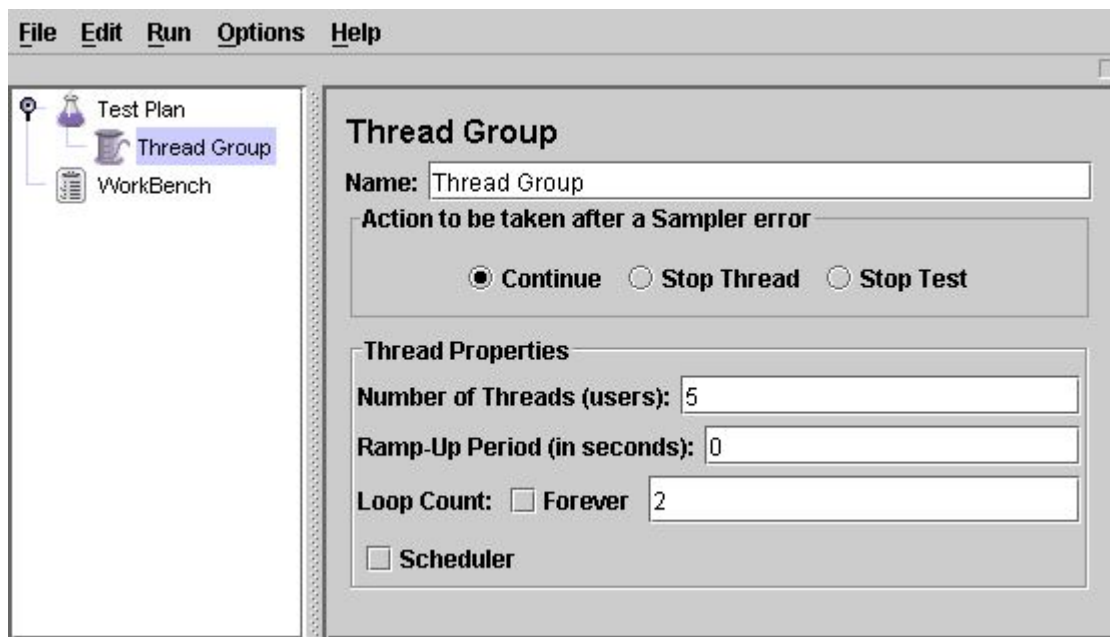 File Edit Run Options Help
Test Plan
Thread Group
WorkBench
Thread Group
Name: Thread Group
Action to be taken after a Sampler error
Continue Stop Thread Stop Test
Thread Properties
Number of Threads (users): 5
Ramp-Up Period (in seconds): 0
Loop Count: Forever 2
Scheduler